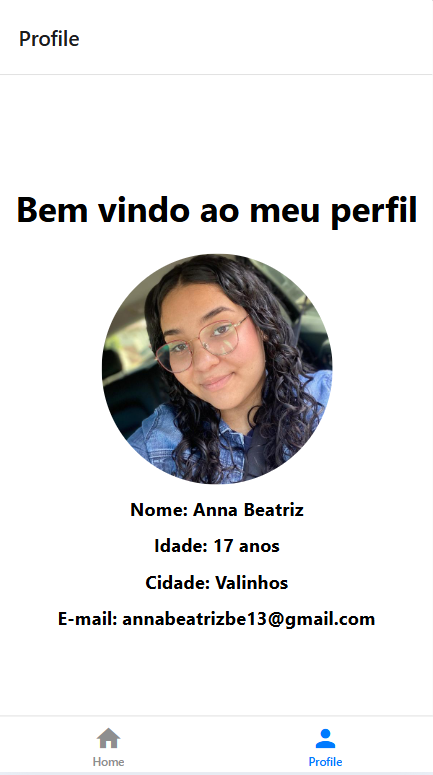 Profile
Bem vindo ao meu perfil
Nome: Anna Beatriz
Idade: 17 anos
Cidade: Valinhos
E-mail: annabeatrizbe13@gmail.com
Home
Profile